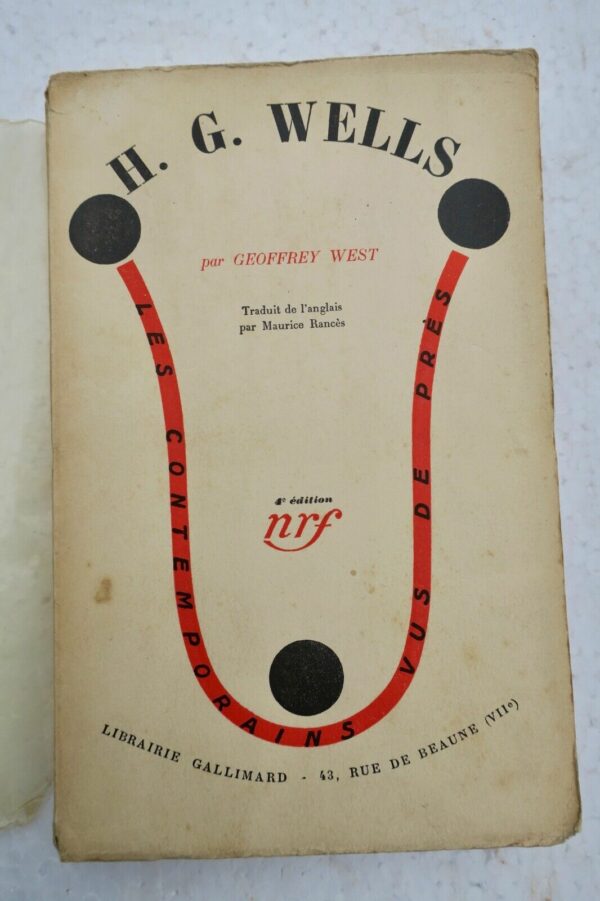 H. G. WELLS
par GEOFFREY WEST
Traduit de l'anglais
par Maurice Rancès
LES CONTEMPORAINS VUS DE PRÈS
4e édition
nrf
LIBRAIRIE GALLIMARD - 43, RUE DE BEAUNE (VIIe)